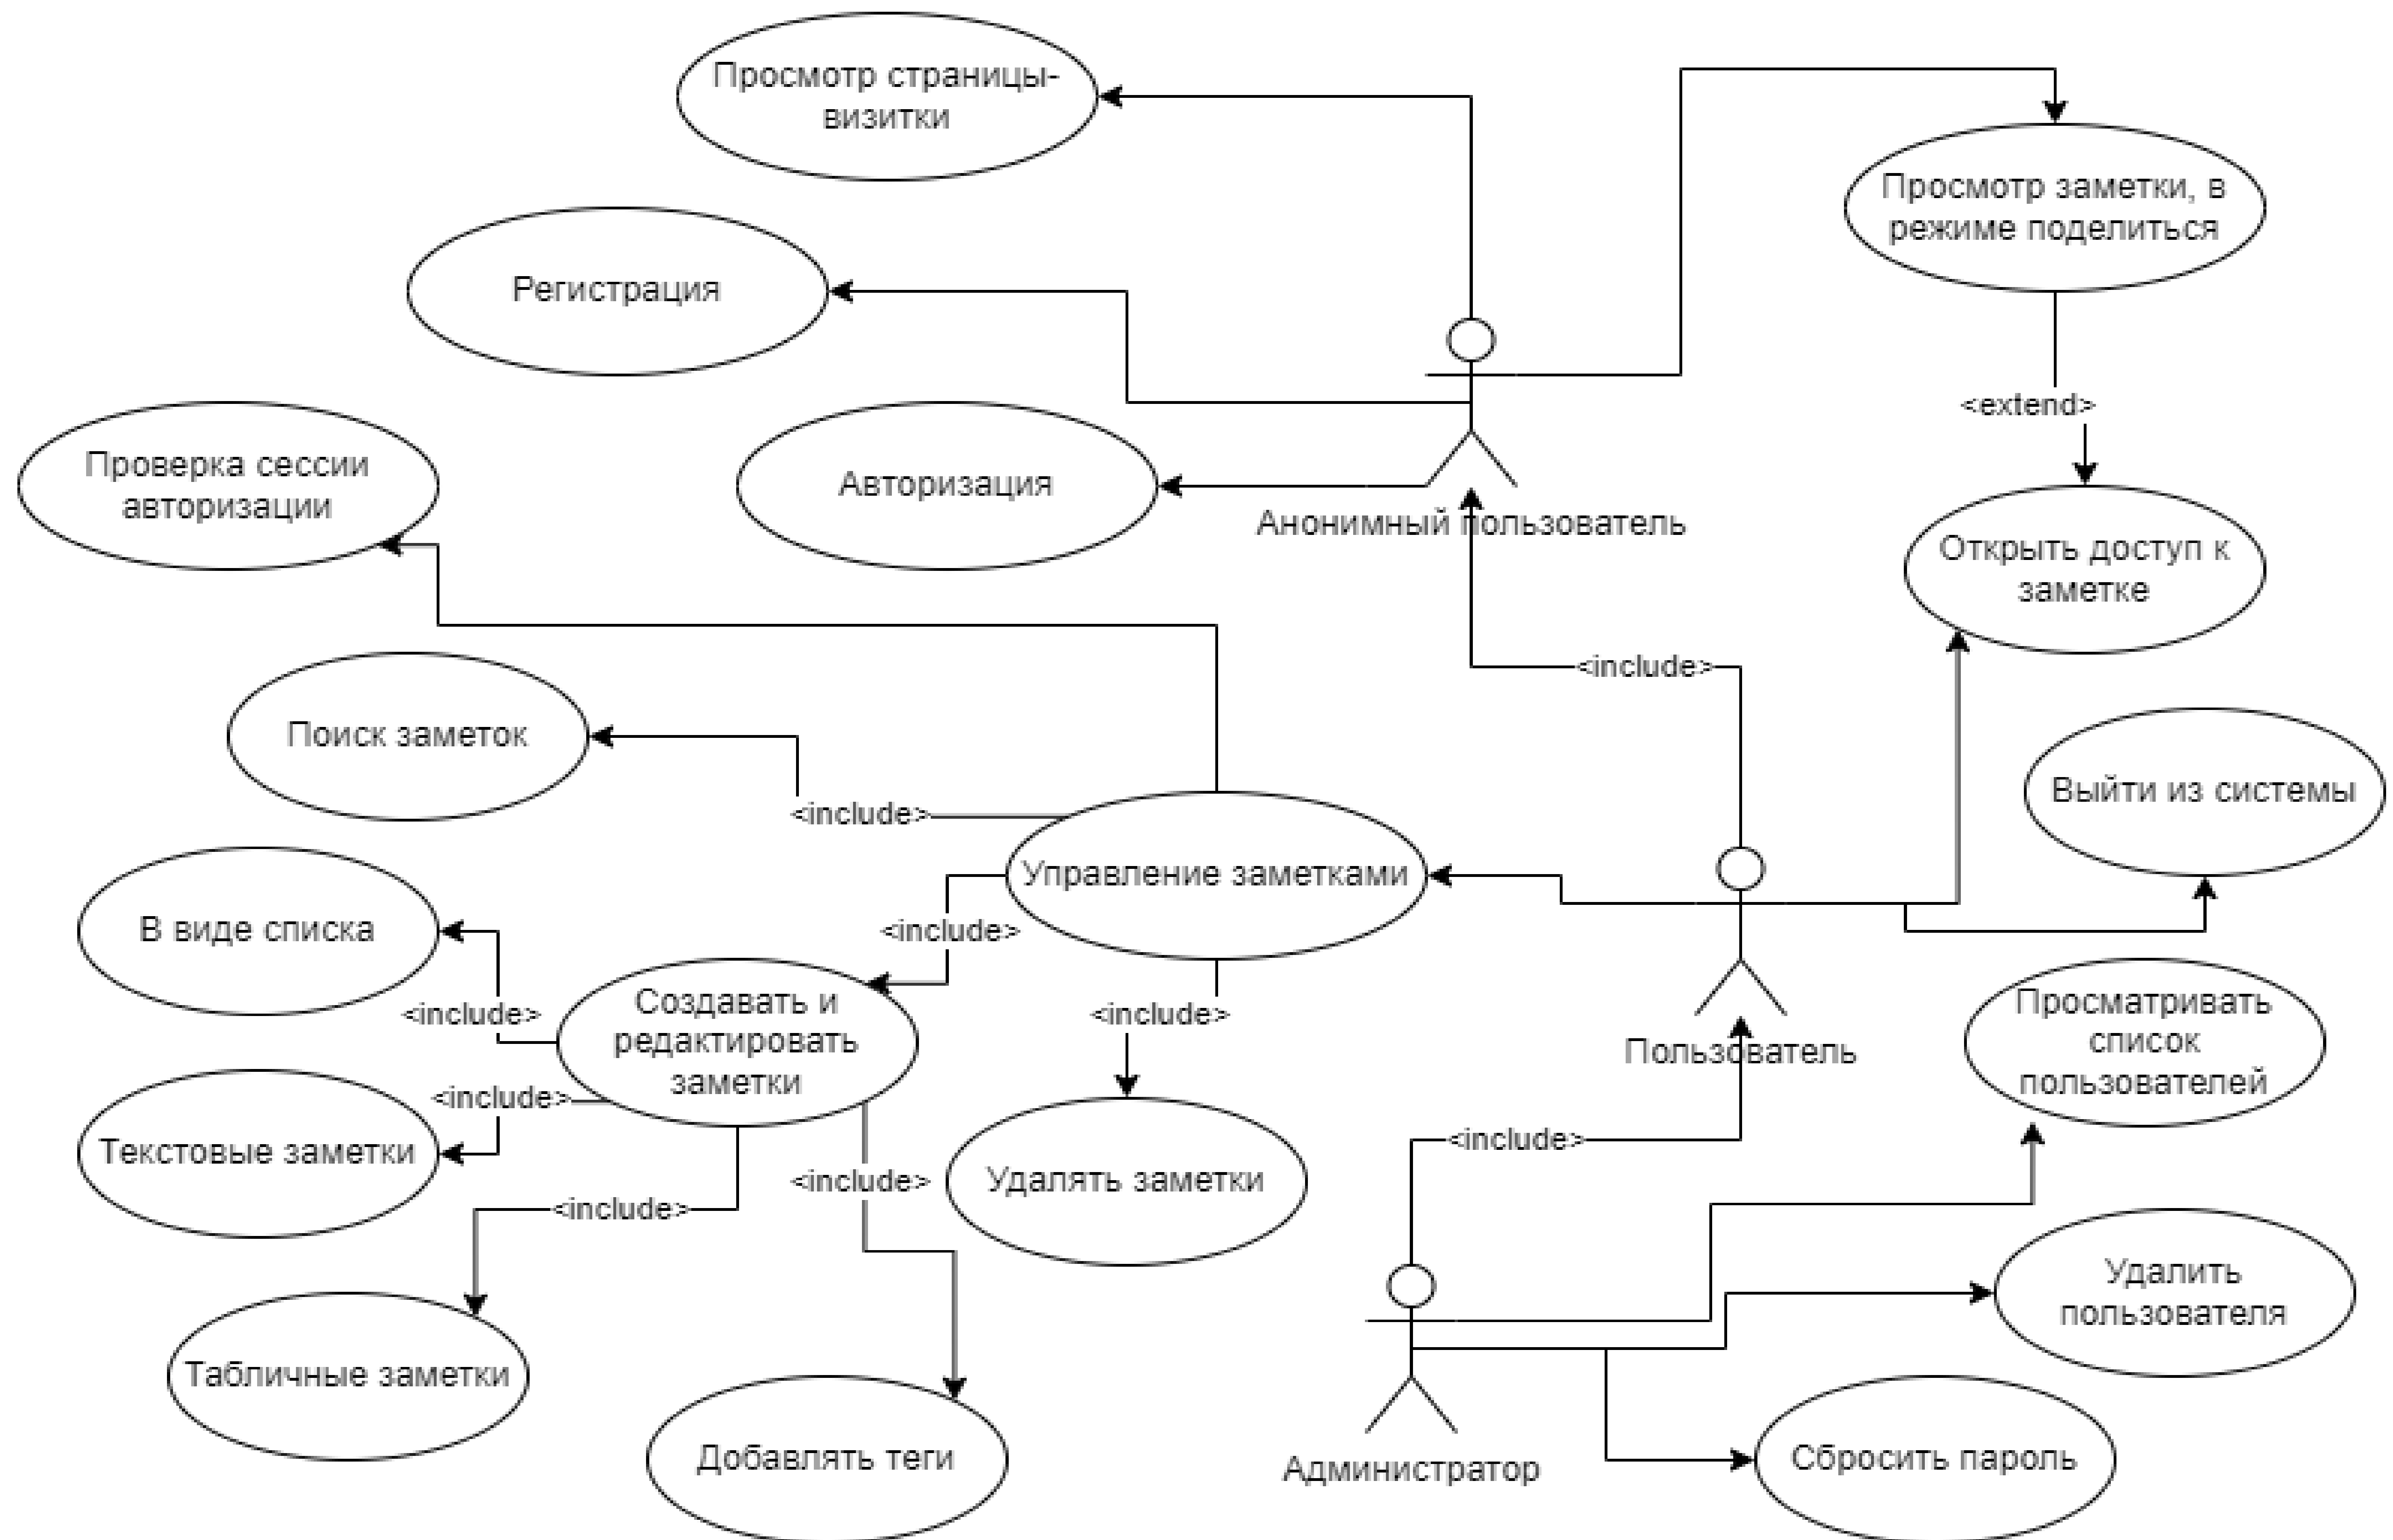 Просмотр страницы-
визитки
Просмотр заметки, в
режиме поделиться
Регистрация
<extend>
Проверка сессии
авторизации
Авторизация
Анонимный пользователь
Открыть доступ к
заметке
<include>
Поиск заметок
<include>
Выйти из системы
Управление заметками
В виде списка
<include>
<include>
<include>
Создавать и
редактировать
заметки
Пользователь
Просматривать
список
пользователей
<include>
Текстовые заметки
<include>
<include>
Удалять заметки
<include>
<include>
Удалить
пользователя
Табличные заметки
Добавлять теги
Администратор
Сбросить пароль